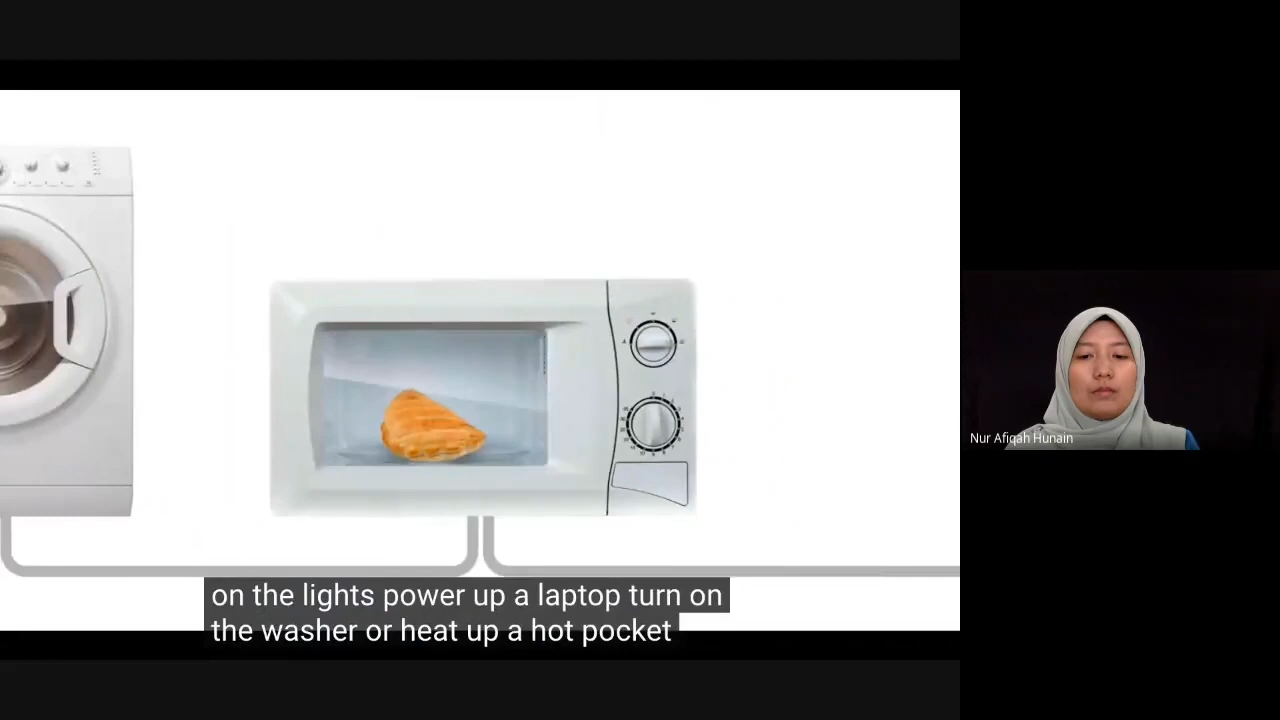 on the lights power up a laptop turn on
the washer or heat up a hot pocket
Nur Afiqah Hunain